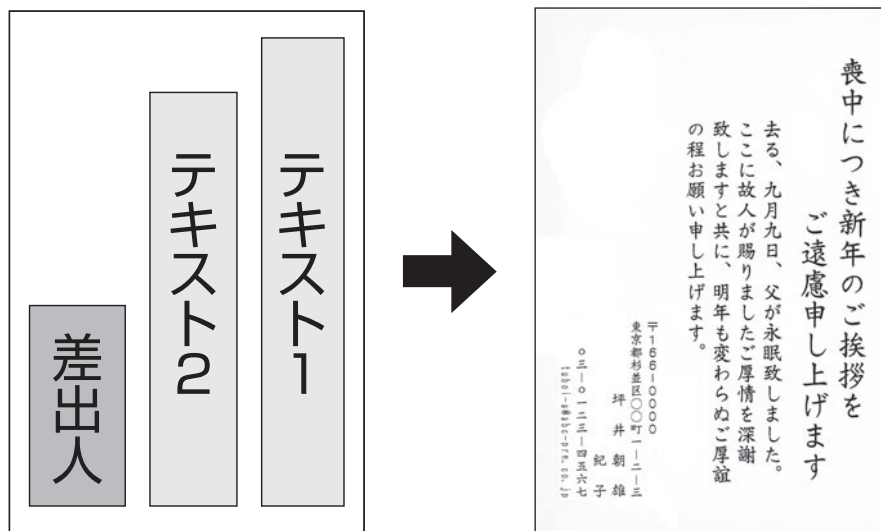 テキスト1
テキスト2
差出人
喪中につき新年のご挨拶を
ご遠慮申し上げます
去る、九月九日、父が永眠致しました。
ここに故人が賜りましたご厚情を深謝
致しますと共に、明年も変わらぬご厚誼
の程お願い申し上げます。
〒166-0000
東京都杉並区〇〇町一-二-三
坪井朝雄
紀子
〇三-〇一二三-四五六七
tuboi-a@abc-prs.co.jp